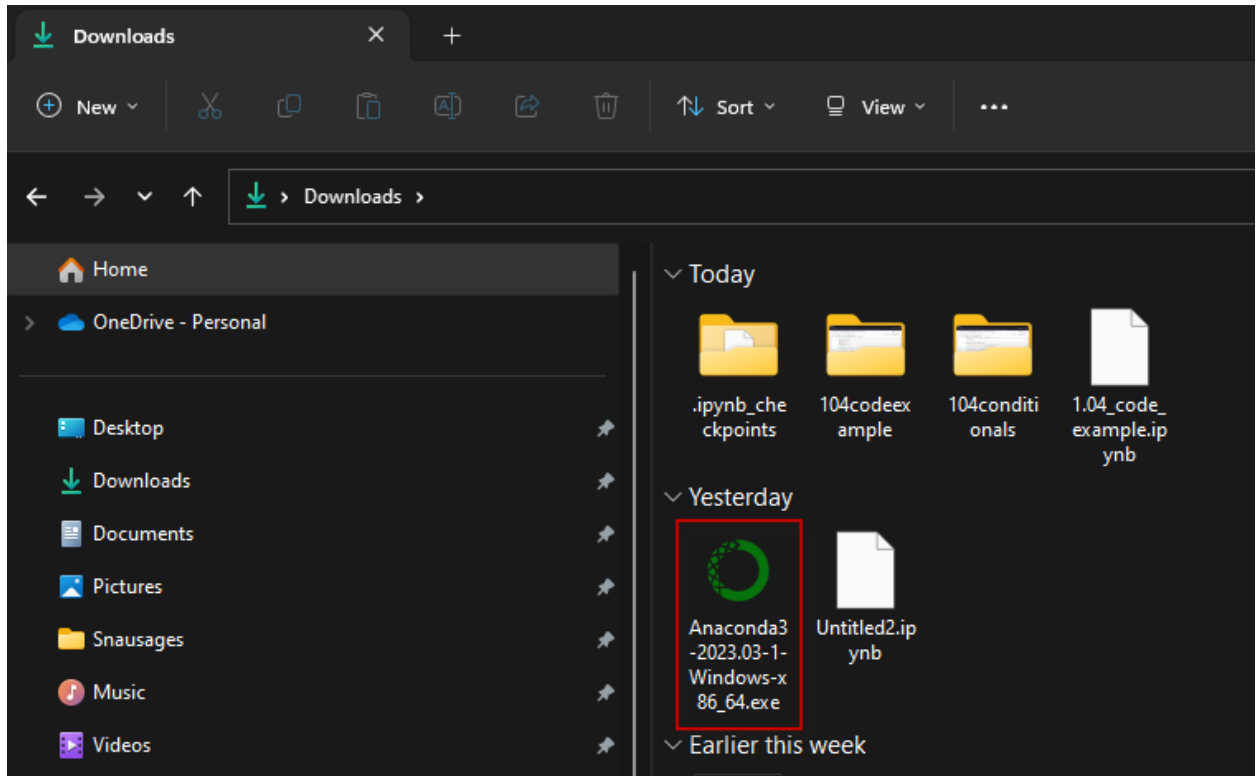 Downloads
New
Sort
View
Downloads
Home
OneDrive - Personal
Desktop
Downloads
Documents
Pictures
Snausages
Music
Videos
Today
.ipynb_che
ckpoints
104codeex
ample
104conditi
onals
1.04_code_
example.ip
ynb
Yesterday
Anaconda3
-2023.03-1-
Windows-x
86_64.exe
Untitled2.ip
ynb
Earlier this week